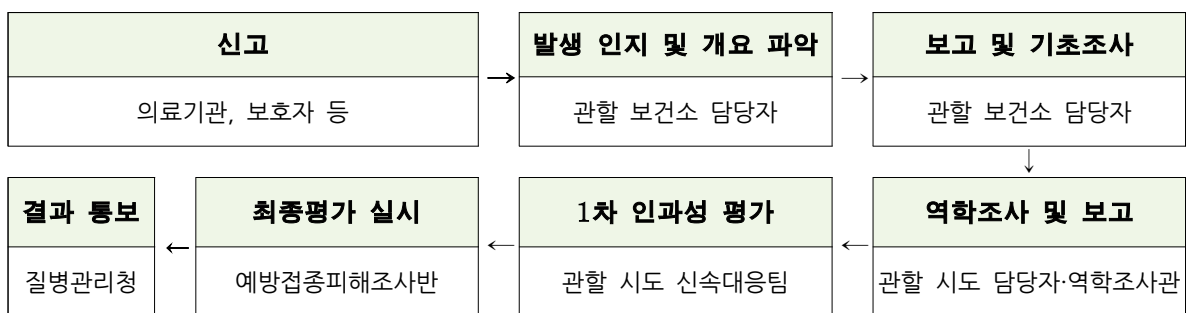 신고
의료기관, 보호자 등
→
발생 인지 및 개요 파악
관할 보건소 담당자
→
보고 및 기초조사
관할 보건소 담당자
↓
역학조사 및 보고
관할 시도 담당자·역학조사관
←
1차 인과성 평가
관할 시도 신속대응팀
←
최종평가 실시
예방접종피해조사반
←
결과 통보
질병관리청